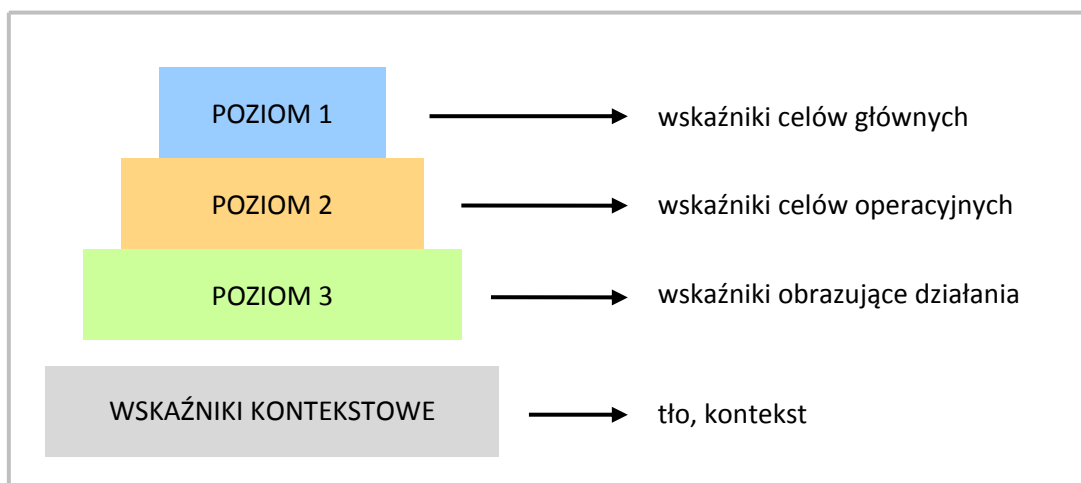 POZIOM 1
wskaźniki celów głównych
POZIOM 2
wskaźniki celów operacyjnych
POZIOM 3
wskaźniki obrazujące działania
WSKAŹNIKI KONTEKSTOWE
tło, kontekst